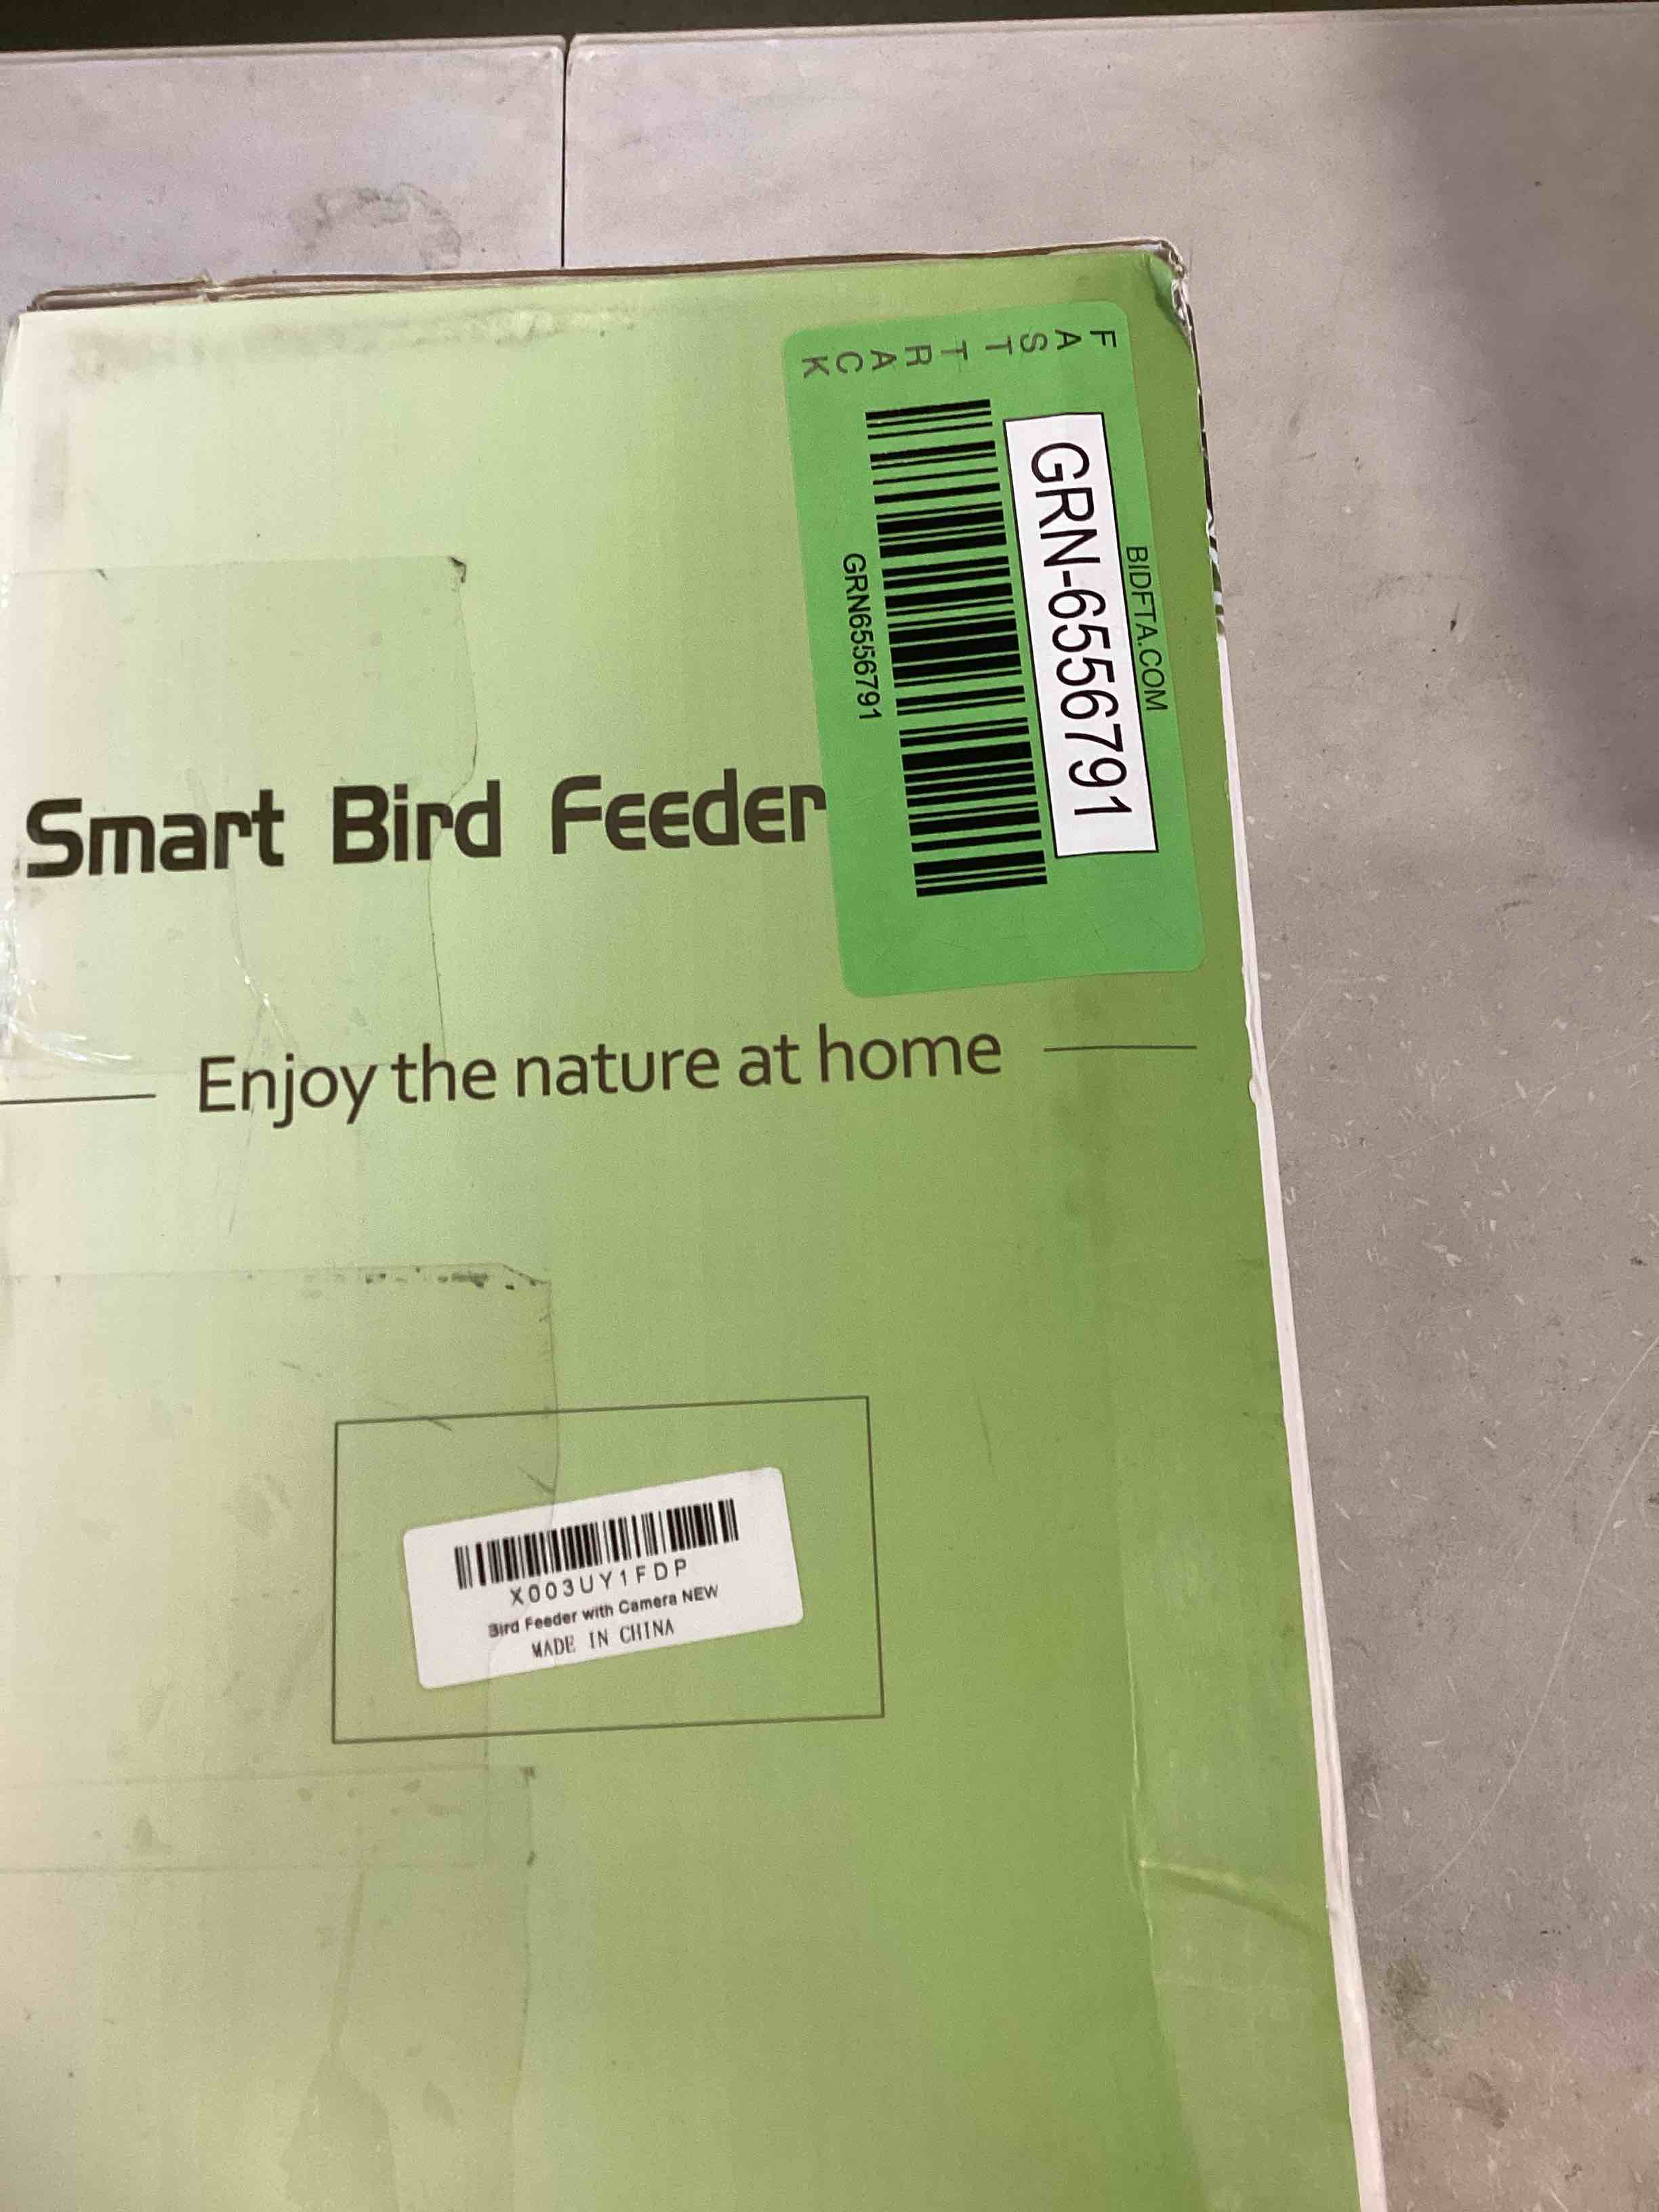 FAST TRACK
BIDFTA.COM
GRN-6556791
GRN6556791
Smart Bird Feeder
Enjoy the nature at home
X003UY1FDP
Bird Feeder with Camera NEW
MADE IN CHINA